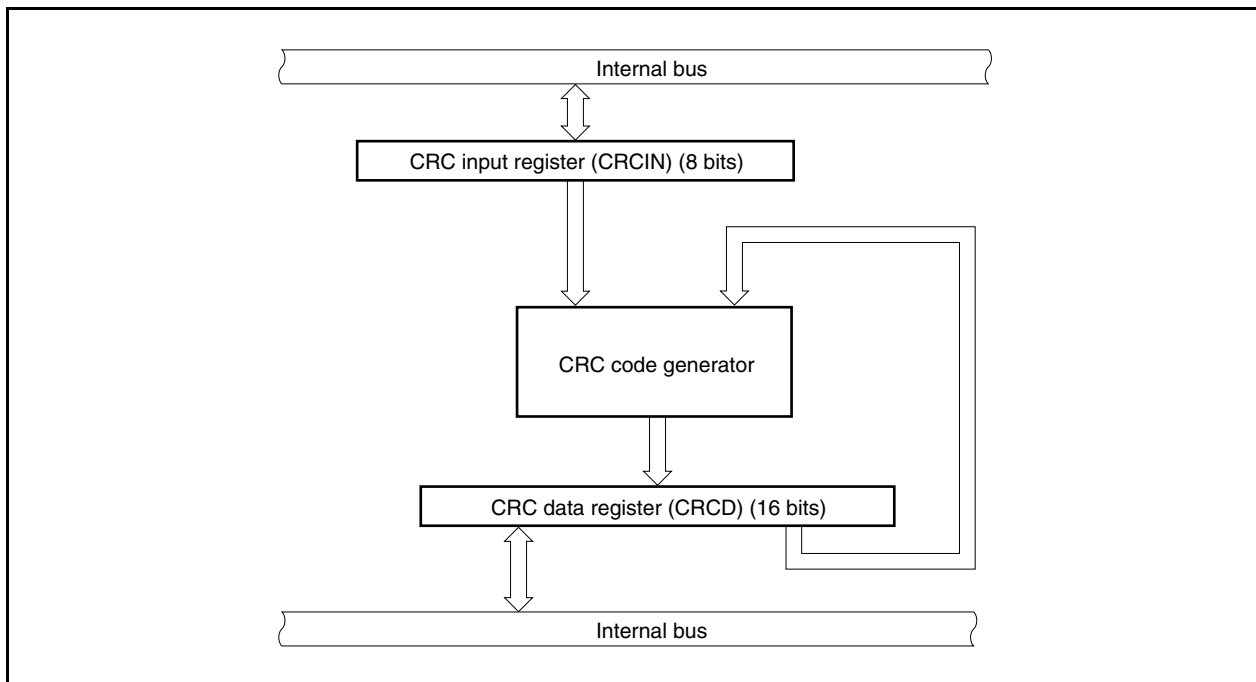 Internal bus
CRC input register (CRCIN) (8 bits)
CRC code generator
CRC data register (CRCD) (16 bits)
Internal bus